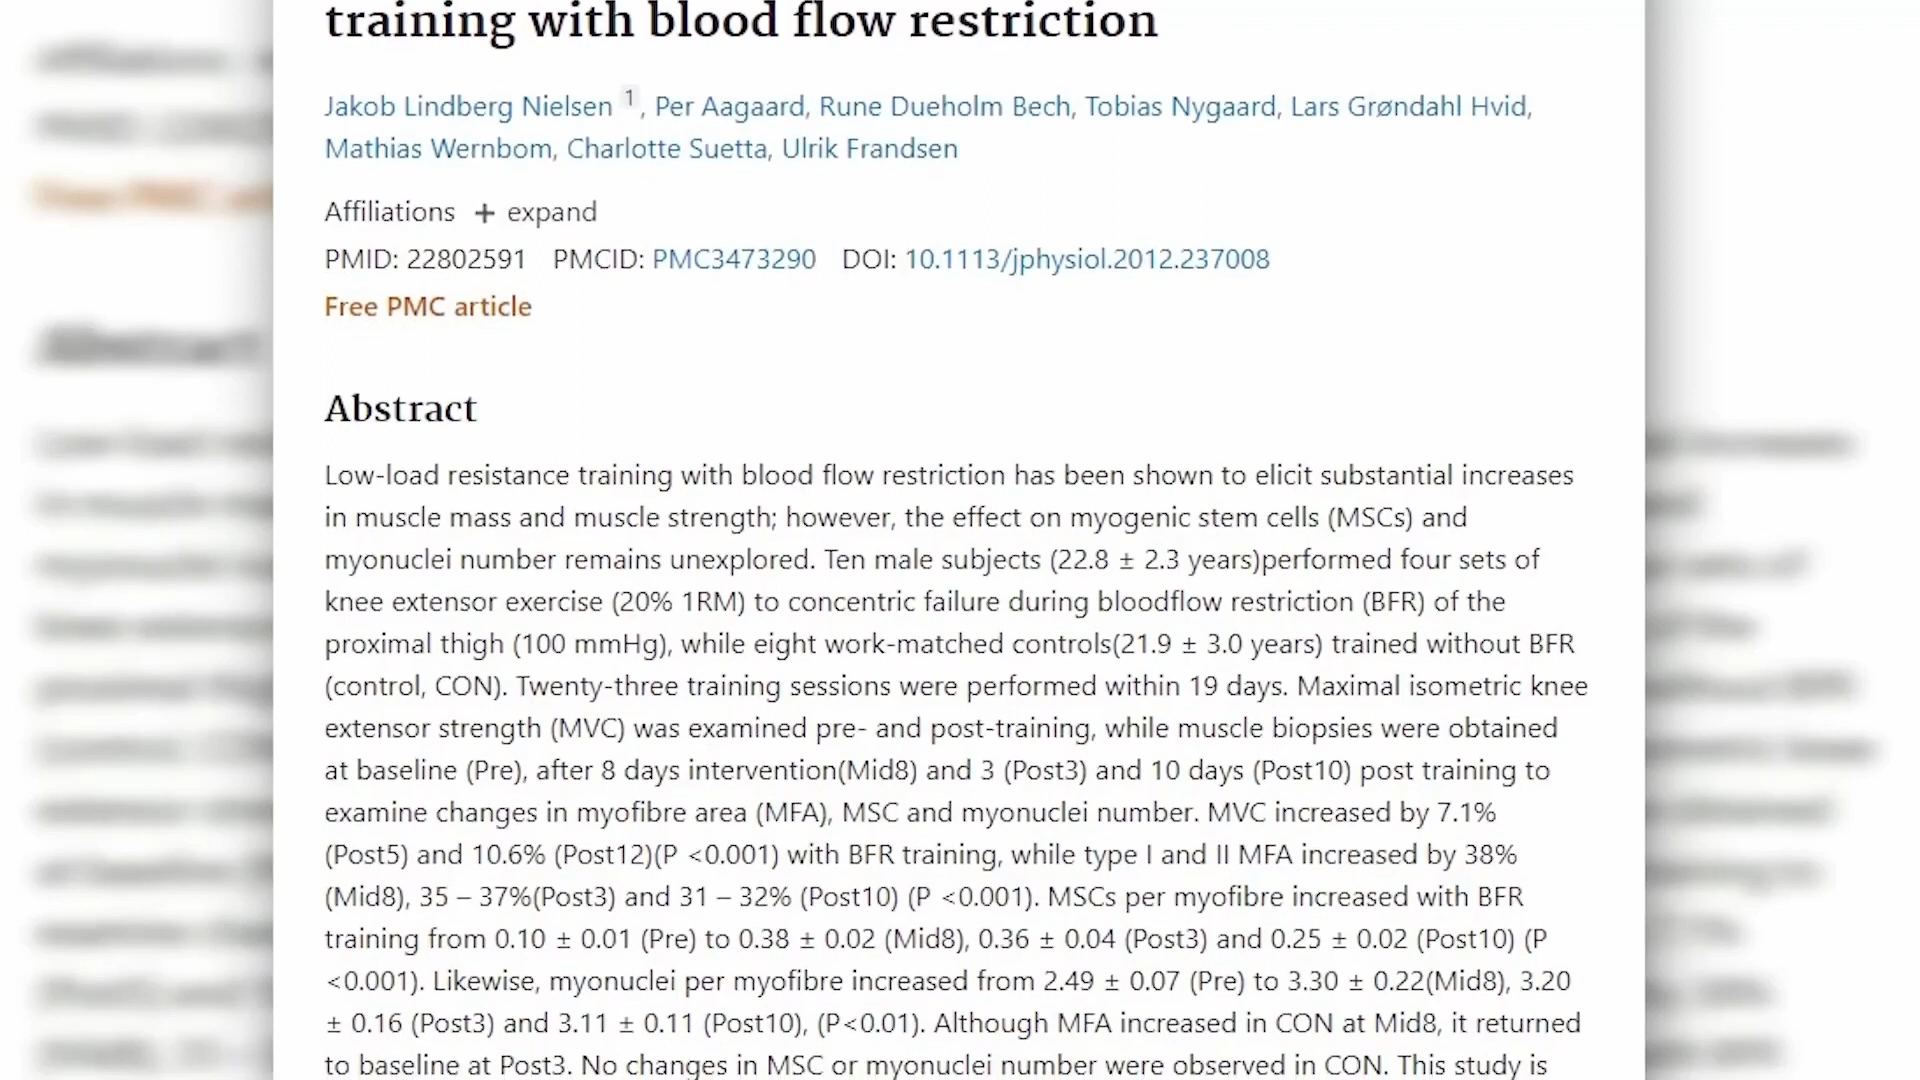 training with blood flow restriction
Jakob Lindberg Nielsen 1, Per Aagaard, Rune Dueholm Bech, Tobias Nygaard, Lars Grøndahl Hvid,
Mathias Wernbom, Charlotte Suetta, Ulrik Frandsen
Affiliations + expand
PMID: 22802591 PMCID: PMC3473290 DOI: 10.1113/jphysiol.2012.237008
Free PMC article
Abstract
Low-load resistance training with blood flow restriction has been shown to elicit substantial increases
in muscle mass and muscle strength; however, the effect on myogenic stem cells (MSCs) and
myonuclei number remains unexplored. Ten male subjects (22.8 ± 2.3 years)performed four sets of
knee extensor exercise (20% 1RM) to concentric failure during bloodflow restriction (BFR) of the
proximal thigh (100 mmHg), while eight work-matched controls(21.9 ± 3.0 years) trained without BFR
(control, CON). Twenty-three training sessions were performed within 19 days. Maximal isometric knee
extensor strength (MVC) was examined pre- and post-training, while muscle biopsies were obtained
at baseline (Pre), after 8 days intervention(Mid8) and 3 (Post3) and 10 days (Post10) post training to
examine changes in myofibre area (MFA), MSC and myonuclei number. MVC increased by 7.1%
(Post5) and 10.6% (Post12)(P <0.001) with BFR training, while type I and II MFA increased by 38%
(Mid8), 35 – 37%(Post3) and 31 – 32% (Post10) (P <0.001). MSCs per myofibre increased with BFR
training from 0.10 ± 0.01 (Pre) to 0.38 ± 0.02 (Mid8), 0.36 ± 0.04 (Post3) and 0.25 ± 0.02 (Post10) (P
<0.001). Likewise, myonuclei per myofibre increased from 2.49 ± 0.07 (Pre) to 3.30 ± 0.22(Mid8), 3.20
± 0.16 (Post3) and 3.11 ± 0.11 (Post10), (P<0.01). Although MFA increased in CON at Mid8, it returned
to baseline at Post3. No changes in MSC or myonuclei number were observed in CON. This study is